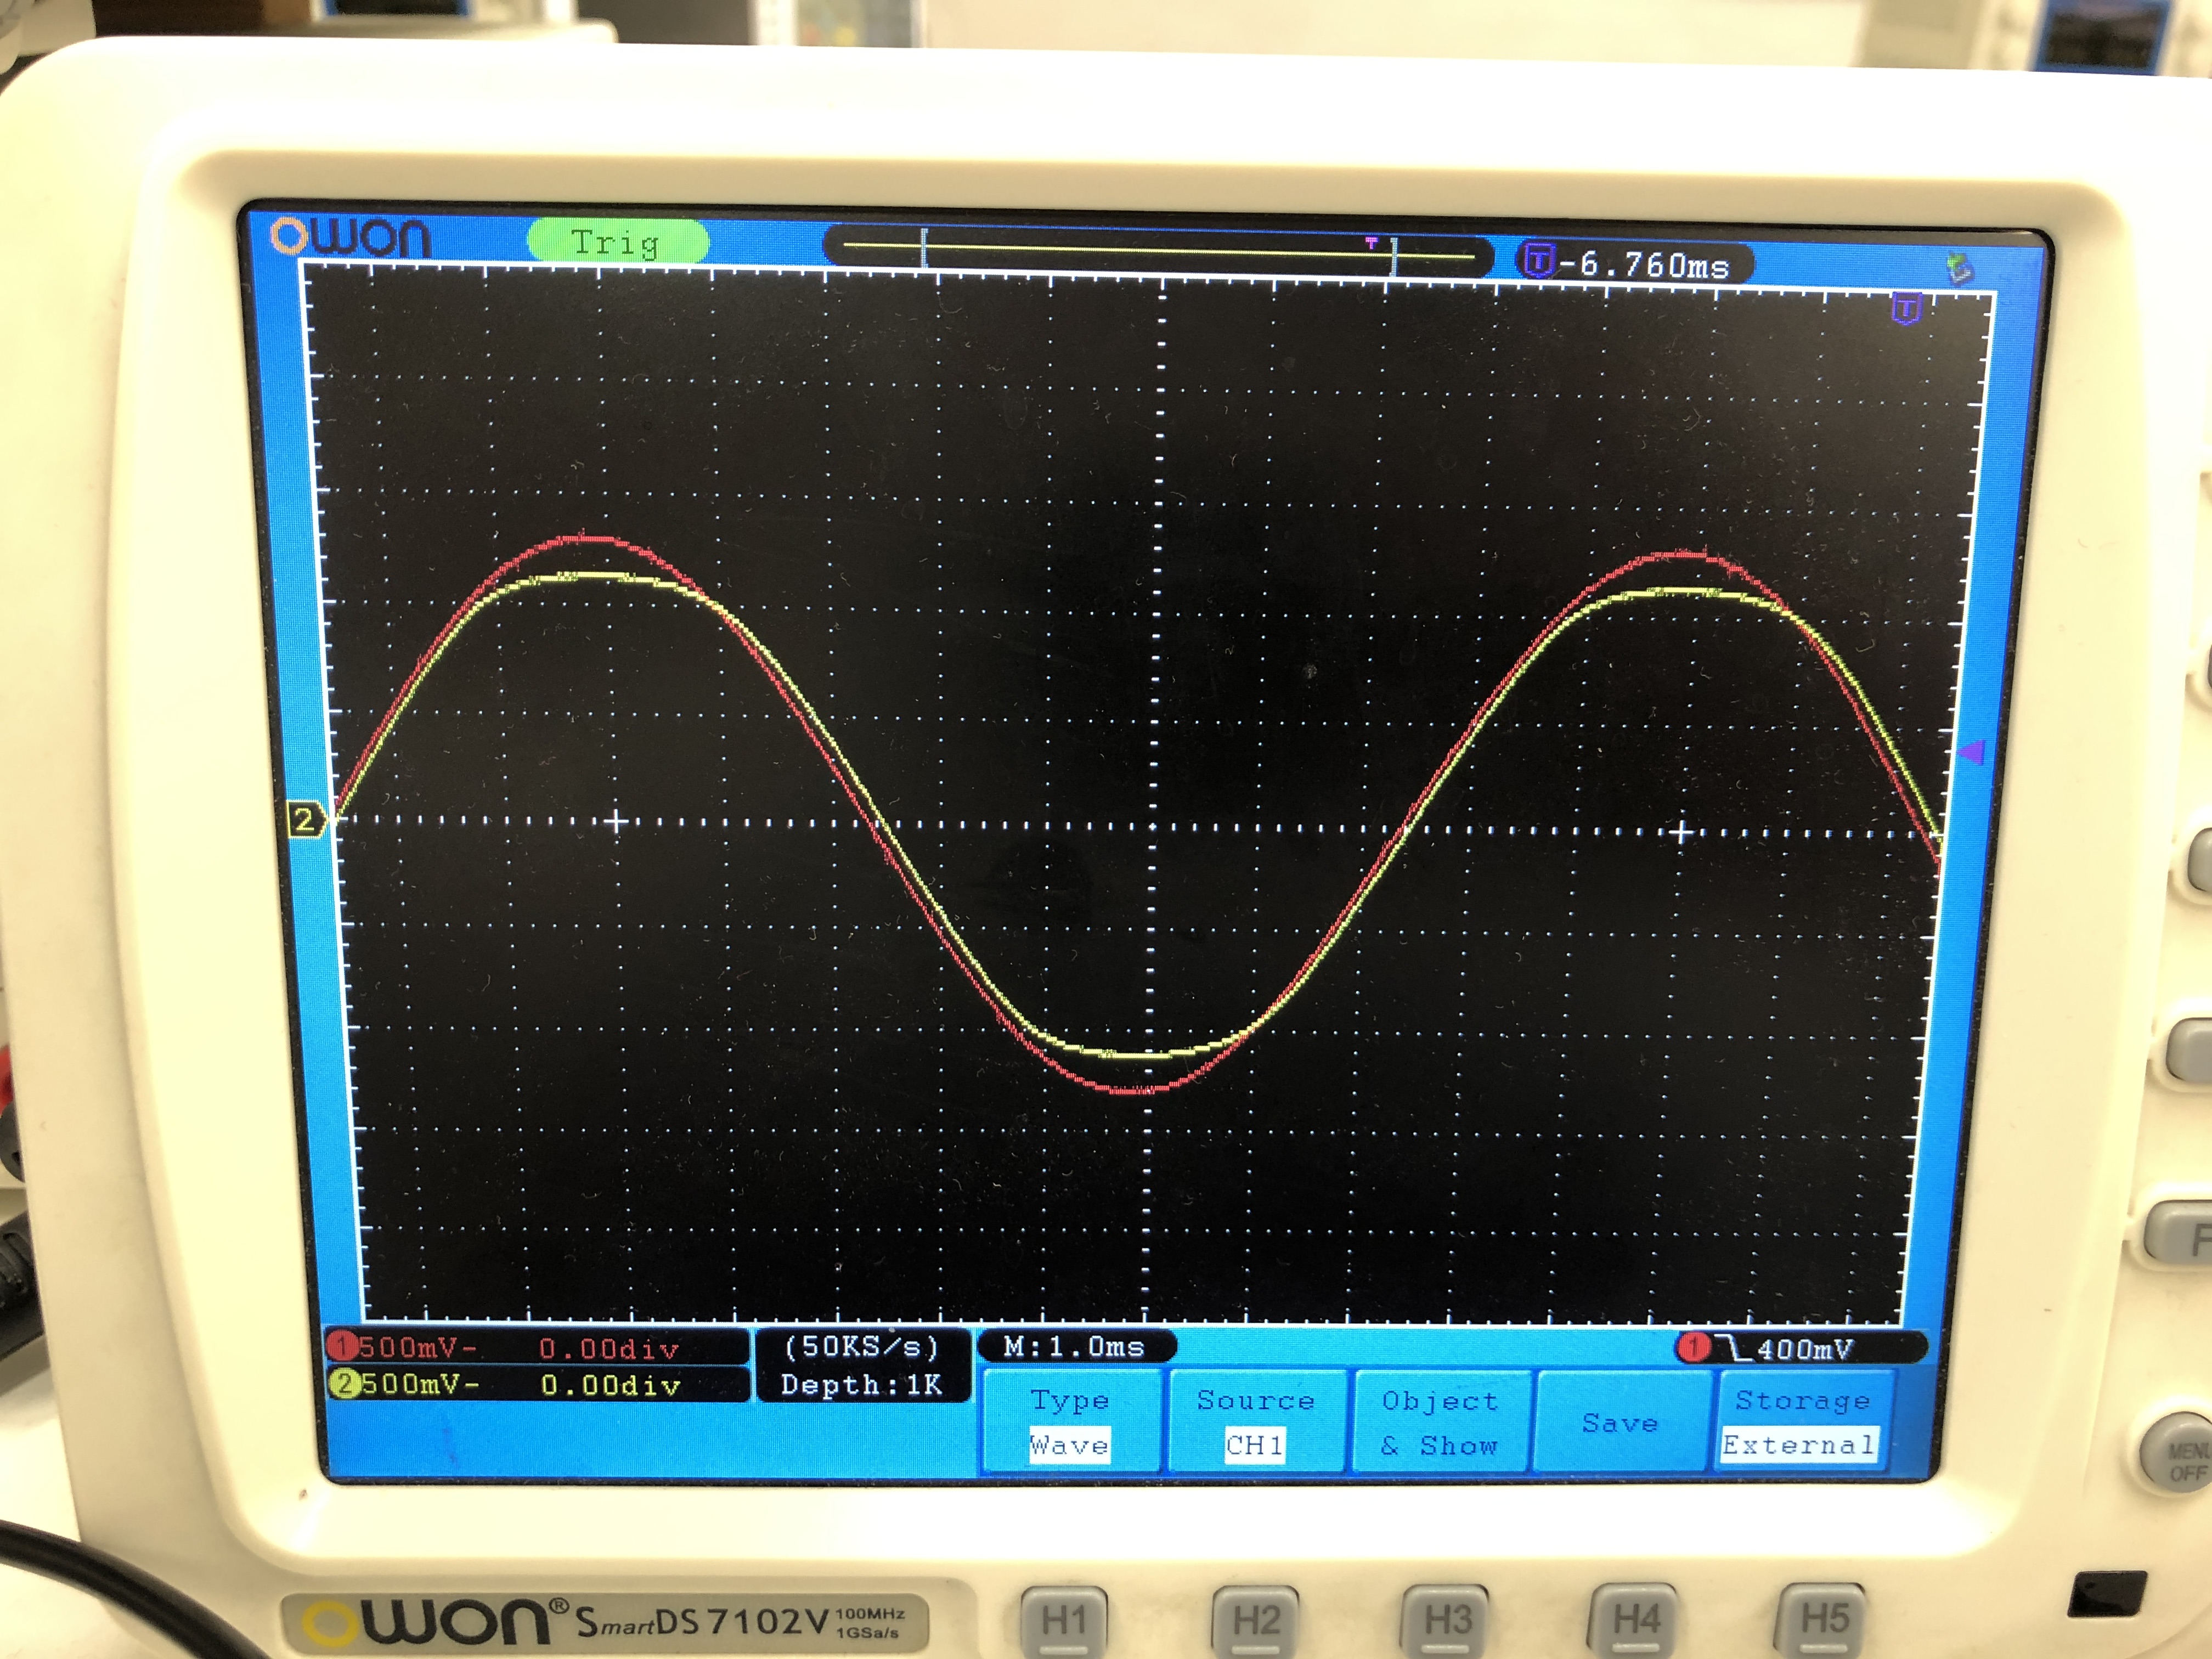 OWON Trig T T -6.760ms
T
2
1 500mV- 0.00div (50KS/s) M:1.0ms 1 400mV
2 500mV- 0.00div Depth:1K
Type Source Object Save Storage
Wave CH1 & Show External
MENU
OFF
OWON® SmartDS7102V 100MHz
1GSa/s
H1 H2 H3 H4 H5